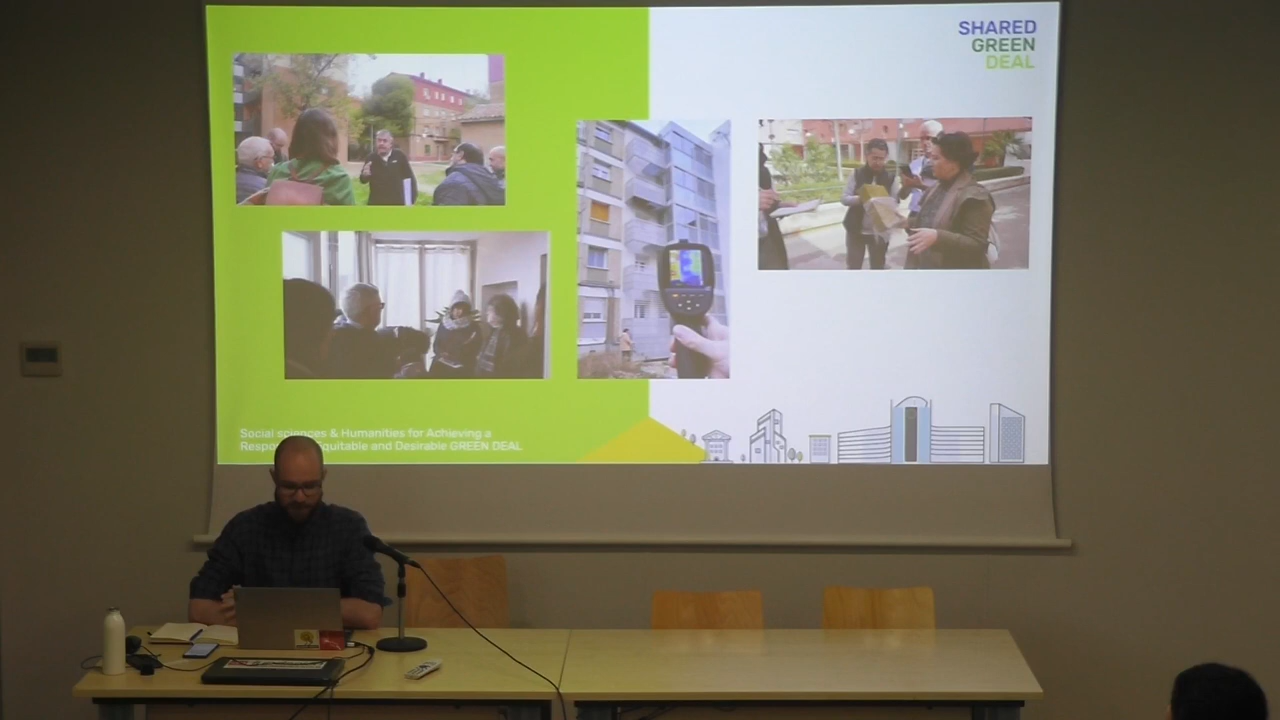 SHARED
GREEN
DEAL
Social sciences & Humanities for Achieving a
Equitable and Desirable GREEN DEAL